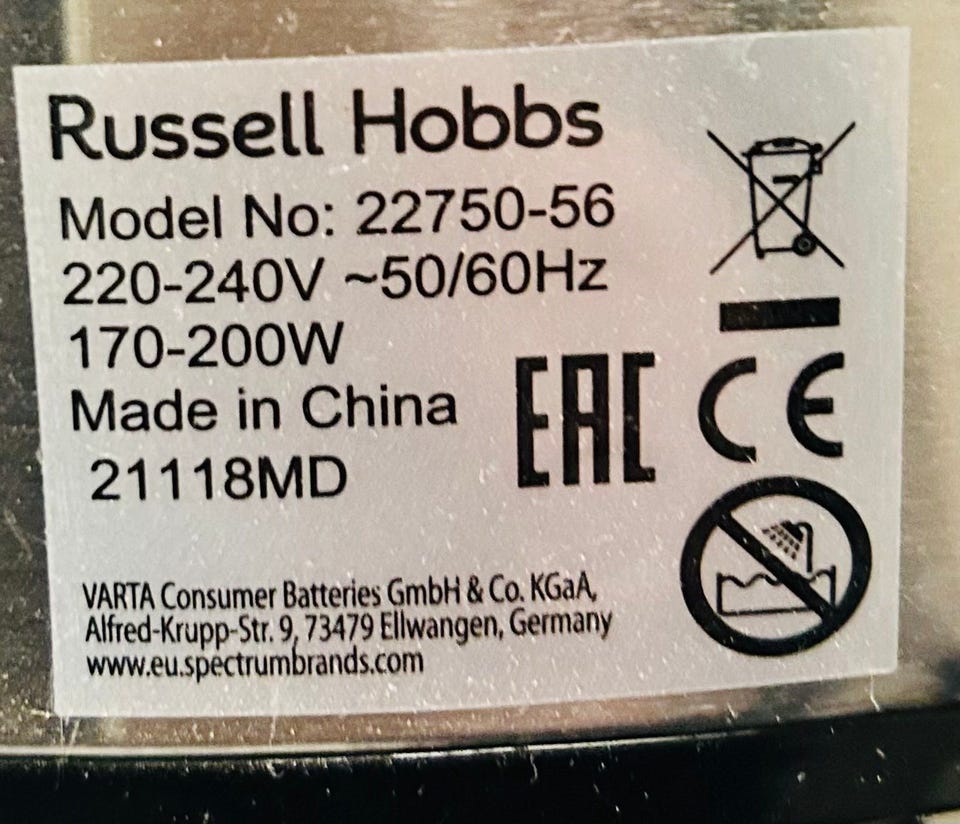 Russell Hobbs
Model No: 22750-56
220-240V ~50/60Hz
170-200W
Made in China
21118MD
EAC CE
VARTA Consumer Batteries GmbH & Co. KGaA,
Alfred-Krupp-Str. 9, 73479 Ellwangen, Germany
www.eu.spectrumbrands.com